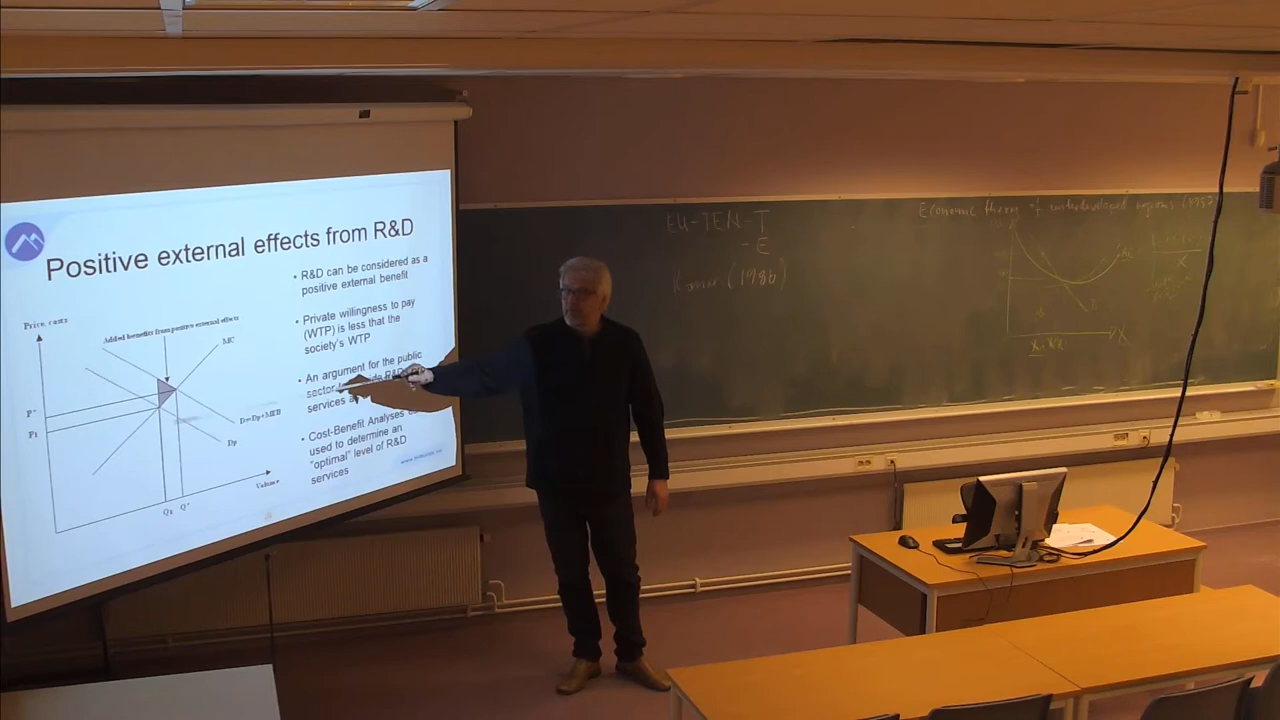 Positive external effects from R&D
• R&D can be considered as a
positive external benefit
• Private willingness to pay
(WTP) is less that the
society's WTP
• An argument for the public
sector
services
• Cost-Benefit Analyses
used to determine an
"optimal" level of R&D
services
Price, costs
Added benefits from positive external effects
MC
P*
P1
D=Dp+MEB
Dp
Volume
Q1 Q*
EU-TEN-T
-E
(1986)
Economic theory of underdeveloped regions (1957
X